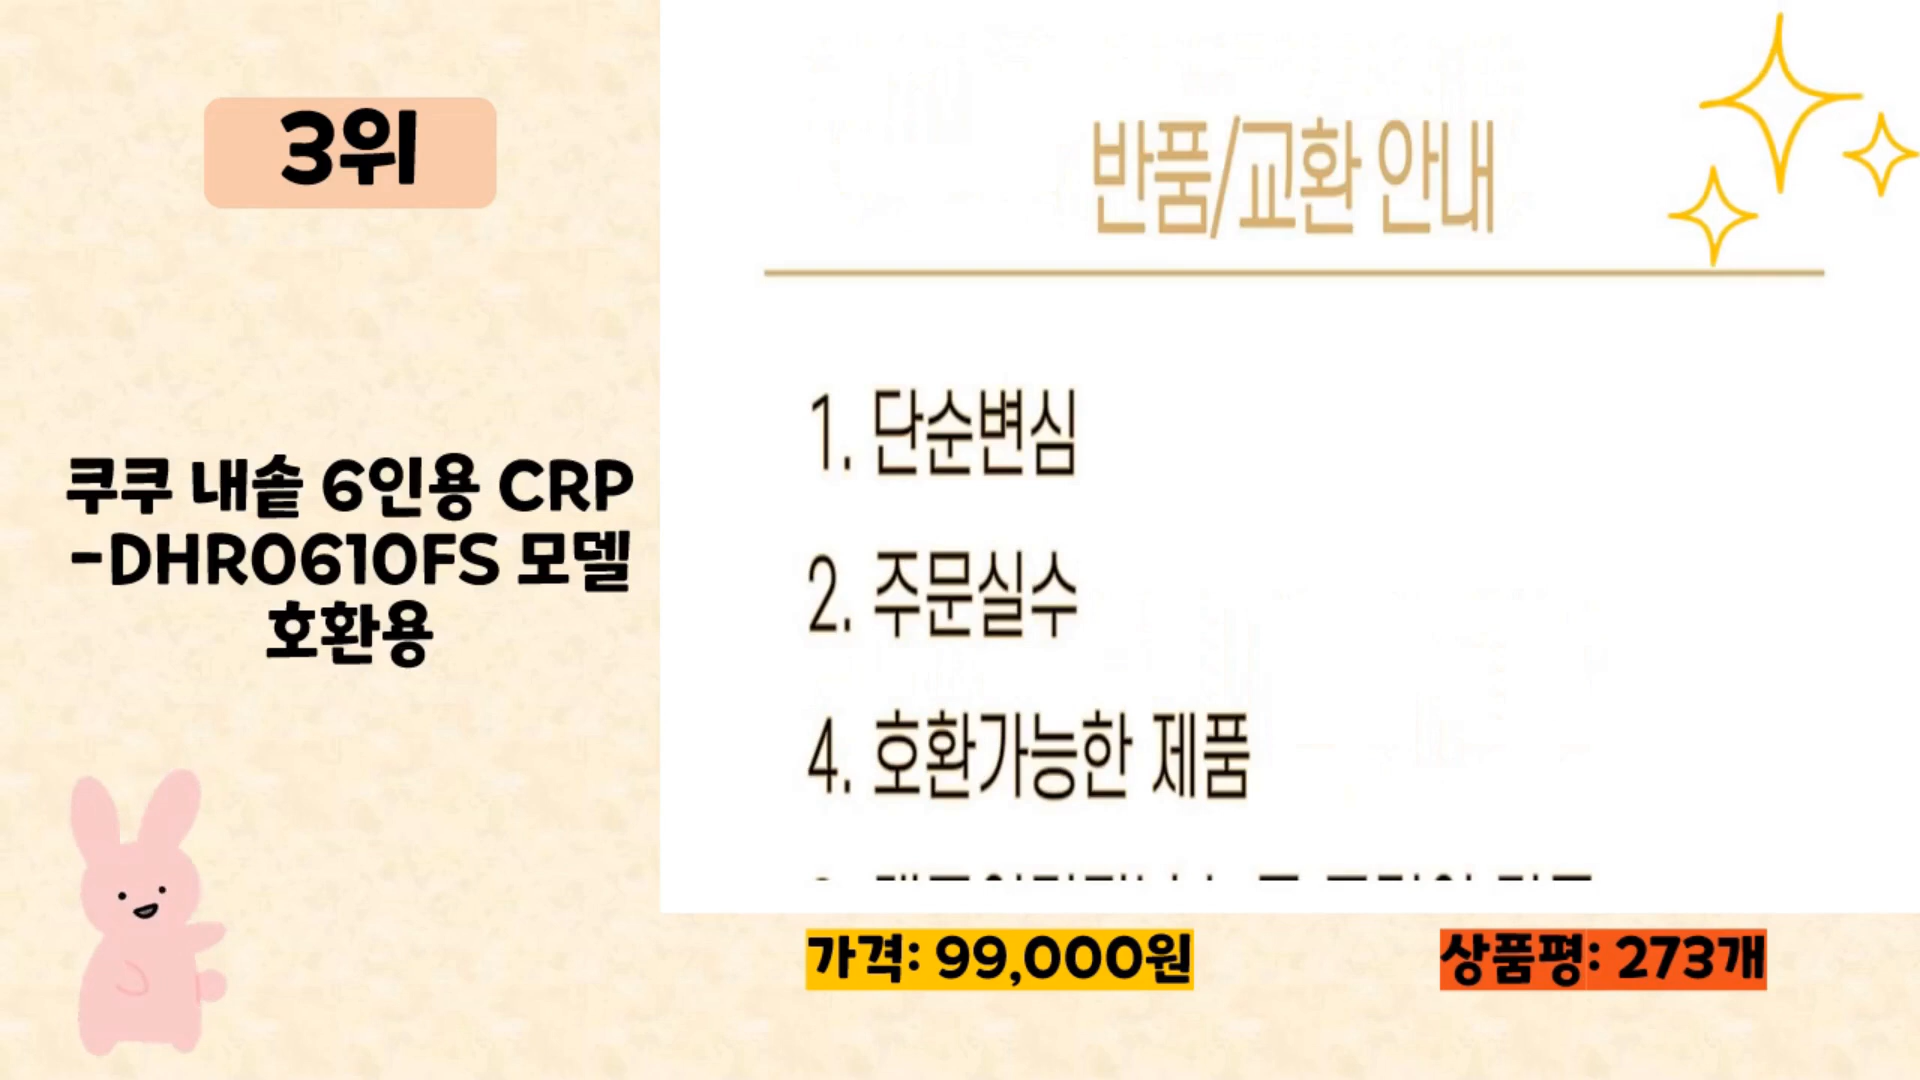 3위
쿠쿠 내솥 6인용 CRP
-DHR0610FS 모델
호환용
반품/교환 안내
1. 단순변심
2. 주문실수
4. 호환가능한 제품
가격: 99,000원
상품평: 273개